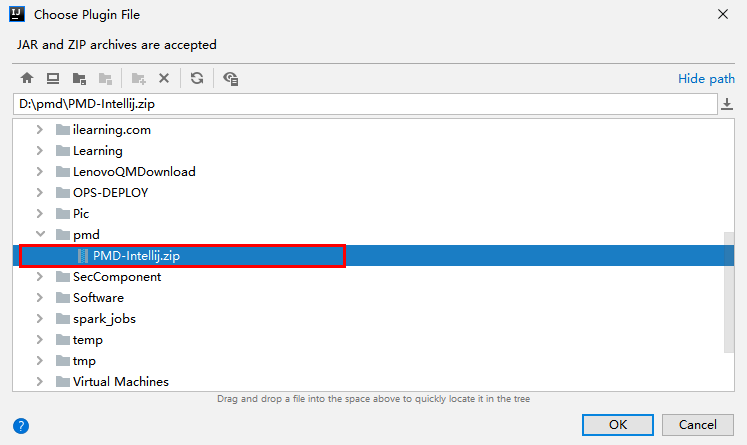 IJ Choose Plugin File
JAR and ZIP archives are accepted
Hide path
D:\pmd\PMD-Intellij.zip
ilearning.com
Learning
LenovoQMDownload
OPS-DEPLOY
Pic
pmd
PMD-Intellij.zip
SecComponent
Software
spark_jobs
temp
tmp
Virtual Machines
Drag and drop a file into the space above to quickly locate it in the tree
? OK Cancel